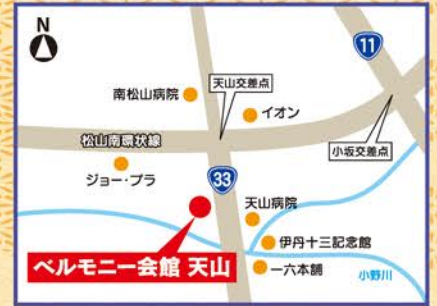 N
11
南松山病院
天山交差点
イオン
松山南環状線
小坂交差点
ジョー・プラ
33
天山病院
伊丹十三記念館
ベルモニー会館 天山
一六本舗
小野川